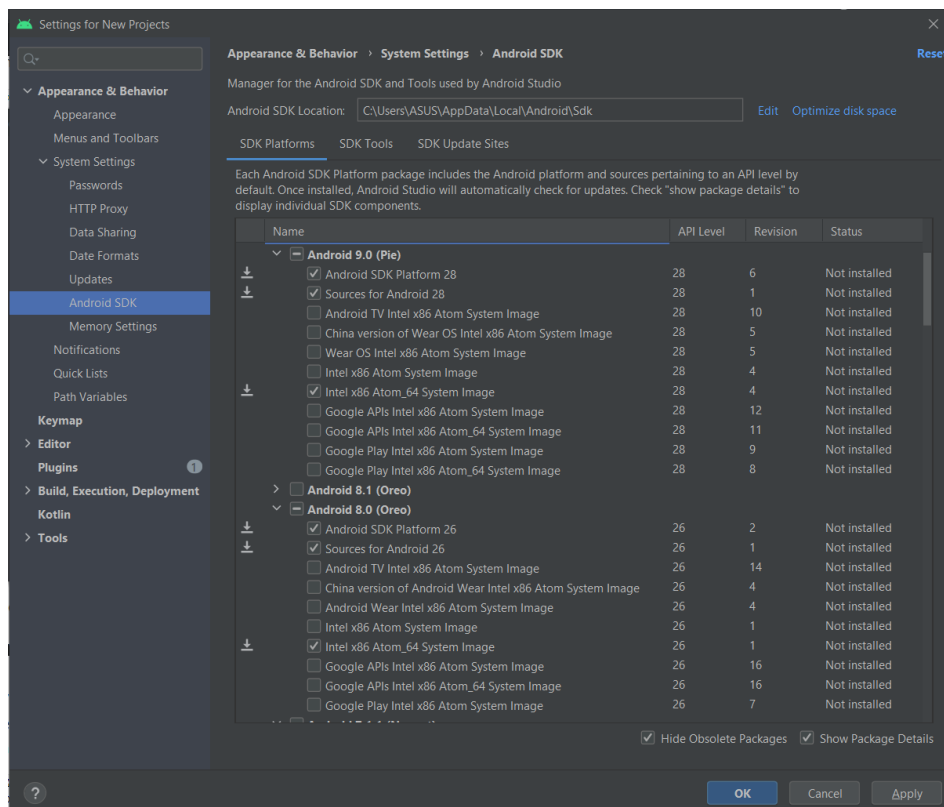 Settings for New Projects
Appearance & Behavior › System Settings › Android SDK
Manager for the Android SDK and Tools used by Android Studio
Android SDK Location: C:\Users\ASUS\AppData\Local\Android\Sdk Edit Optimize disk space
Appearance & Behavior
Appearance
Menus and Toolbars
System Settings
Passwords
HTTP Proxy
Data Sharing
Date Formats
Updates
Android SDK
Memory Settings
Notifications
Quick Lists
Path Variables
Keymap
Editor
Plugins 1
Build, Execution, Deployment
Kotlin
Tools
SDK Platforms SDK Tools SDK Update Sites
Each Android SDK Platform package includes the Android platform and sources pertaining to an API level by
default. Once installed, Android Studio will automatically check for updates. Check "show package details" to
display individual SDK components.
Name API Level Revision Status
Android 9.0 (Pie)
Android SDK Platform 28 28 6 Not installed
Sources for Android 28 28 1 Not installed
Android TV Intel x86 Atom System Image 28 10 Not installed
China version of Wear OS Intel x86 Atom System Image 28 5 Not installed
Wear OS Intel x86 Atom System Image 28 5 Not installed
Intel x86 Atom System Image 28 4 Not installed
Intel x86 Atom_64 System Image 28 4 Not installed
Google APIs Intel x86 Atom System Image 28 12 Not installed
Google APIs Intel x86 Atom_64 System Image 28 11 Not installed
Google Play Intel x86 Atom System Image 28 9 Not installed
Google Play Intel x86 Atom_64 System Image 28 8 Not installed
Android 8.1 (Oreo)
Android 8.0 (Oreo)
Android SDK Platform 26 26 2 Not installed
Sources for Android 26 26 1 Not installed
Android TV Intel x86 Atom System Image 26 14 Not installed
China version of Android Wear Intel x86 Atom System Image 26 4 Not installed
Android Wear Intel x86 Atom System Image 26 4 Not installed
Intel x86 Atom System Image 26 1 Not installed
Intel x86 Atom_64 System Image 26 1 Not installed
Google APIs Intel x86 Atom System Image 26 16 Not installed
Google APIs Intel x86 Atom_64 System Image 26 16 Not installed
Google Play Intel x86 Atom System Image 26 7 Not installed
Hide Obsolete Packages Show Package Details
? OK Cancel Apply